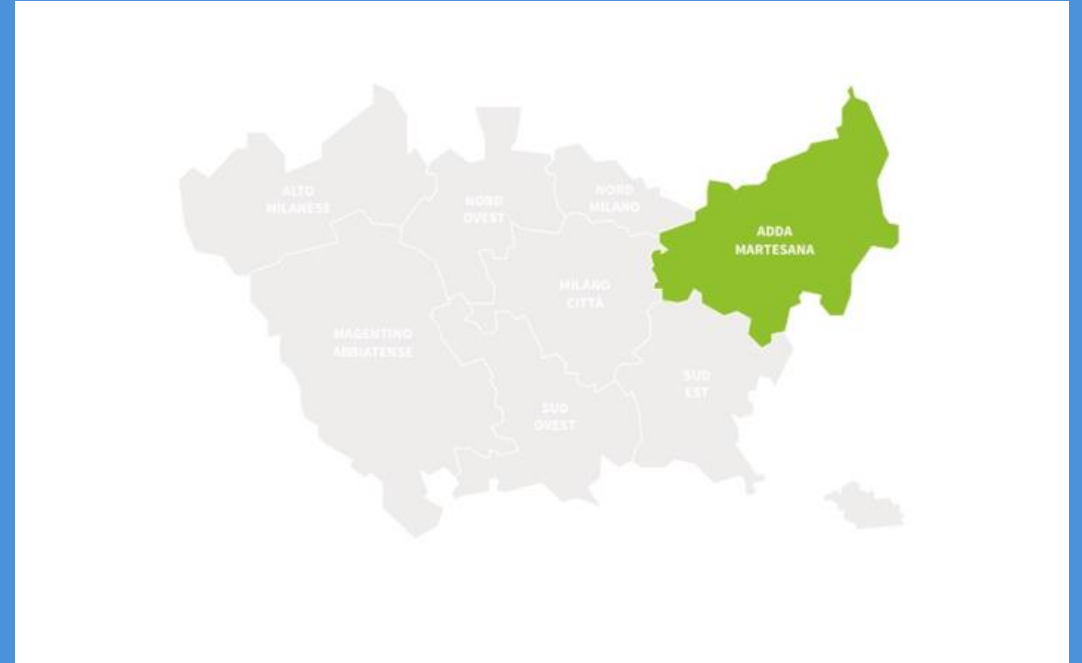 ALTO
MILANESE
NORD
OVEST
NORD
MILANO
ADDA
MARTESANA
MILANO
CITTÀ
MAGENTINO
ABBIATENSE
SUD
EST
SUD
OVEST